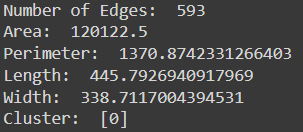 Number of Edges:  593
Area:  120122.5
Perimeter:  1370.8742331266403
Length:  445.7926940917969
Width:  338.7117004394531
Cluster:  [0]